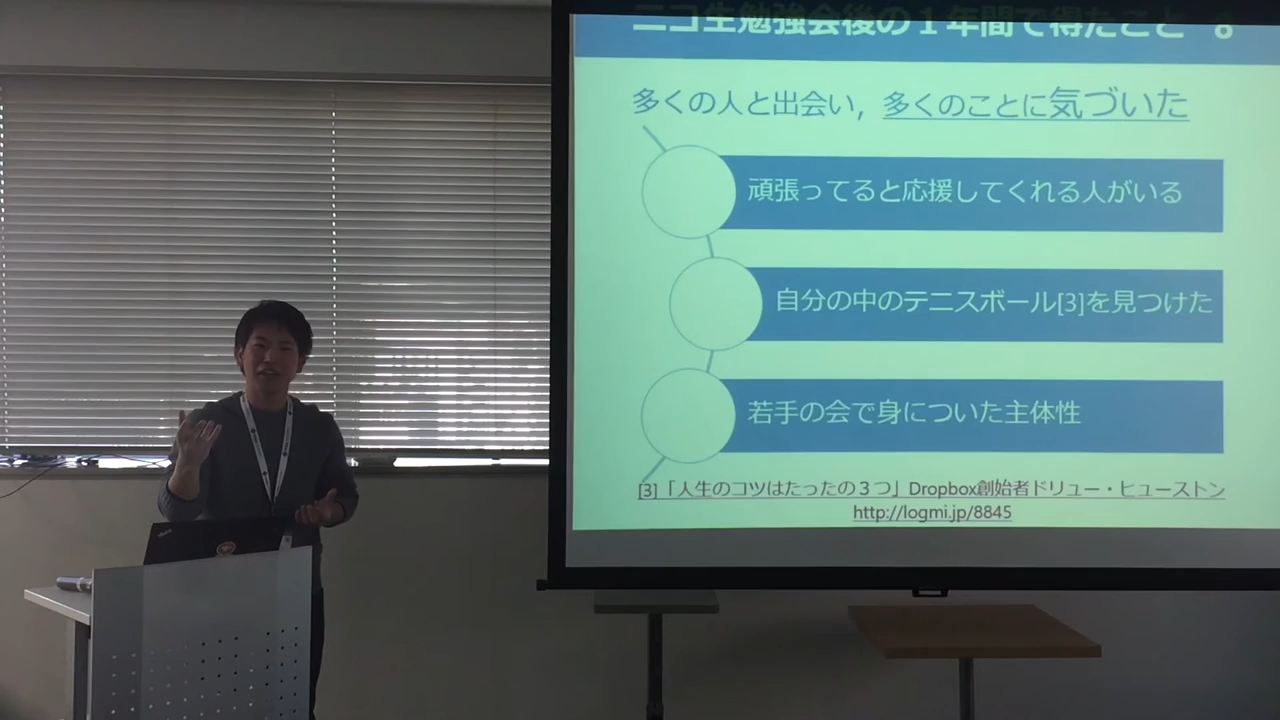 ニコ生勉強会後の１年間で得たこと 8
多くの人と出会い，多くのことに気づいた
頑張ってると応援してくれる人がいる
自分の中のテニスボール[3]を見つけた
若手の会で身についた主体性
[3]「人生のコツはたったの３つ」Dropbox創始者ドリュー・ヒューストン
http://logmi.jp/8845